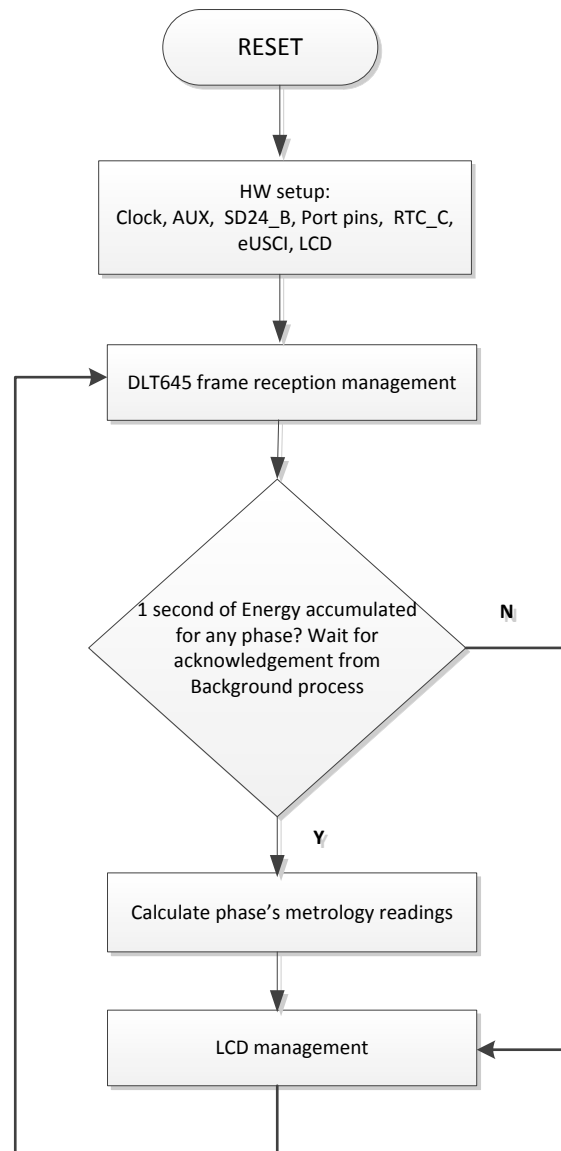 RESET
HW setup:
Clock, AUX, SD24_B, Port pins, RTC_C,
eUSCI, LCD
DLT645 frame reception management
1 second of Energy accumulated
for any phase? Wait for
acknowledgement from
Background process
N
Y
Calculate phase’s metrology readings
LCD management